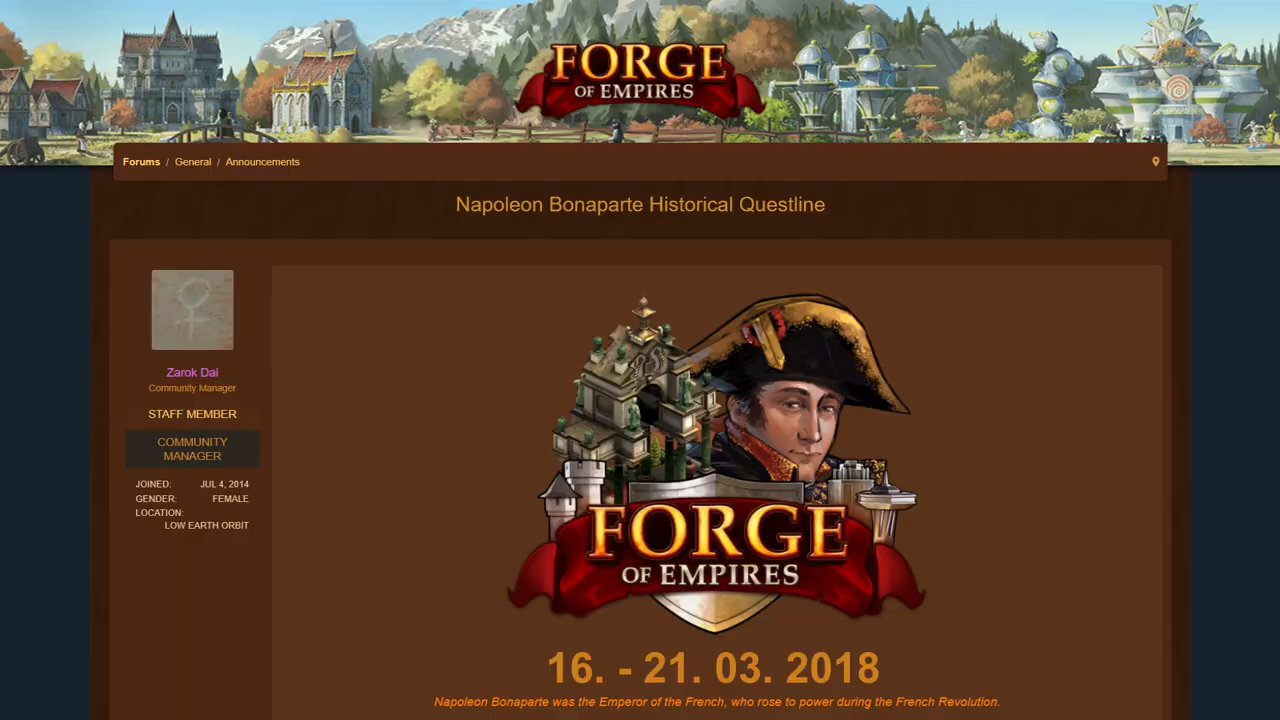 FORGE
OF EMPIRES
Forums / General / Announcements
Napoleon Bonaparte Historical Questline
Zarok Dai
Community Manager
STAFF MEMBER
COMMUNITY
MANAGER
JOINED: JUL 4, 2014
GENDER: FEMALE
LOCATION:
LOW EARTH ORBIT
FORGE
OF EMPIRES
16. - 21. 03. 2018
Napoleon Bonaparte was the Emperor of the French, who rose to power during the French Revolution.